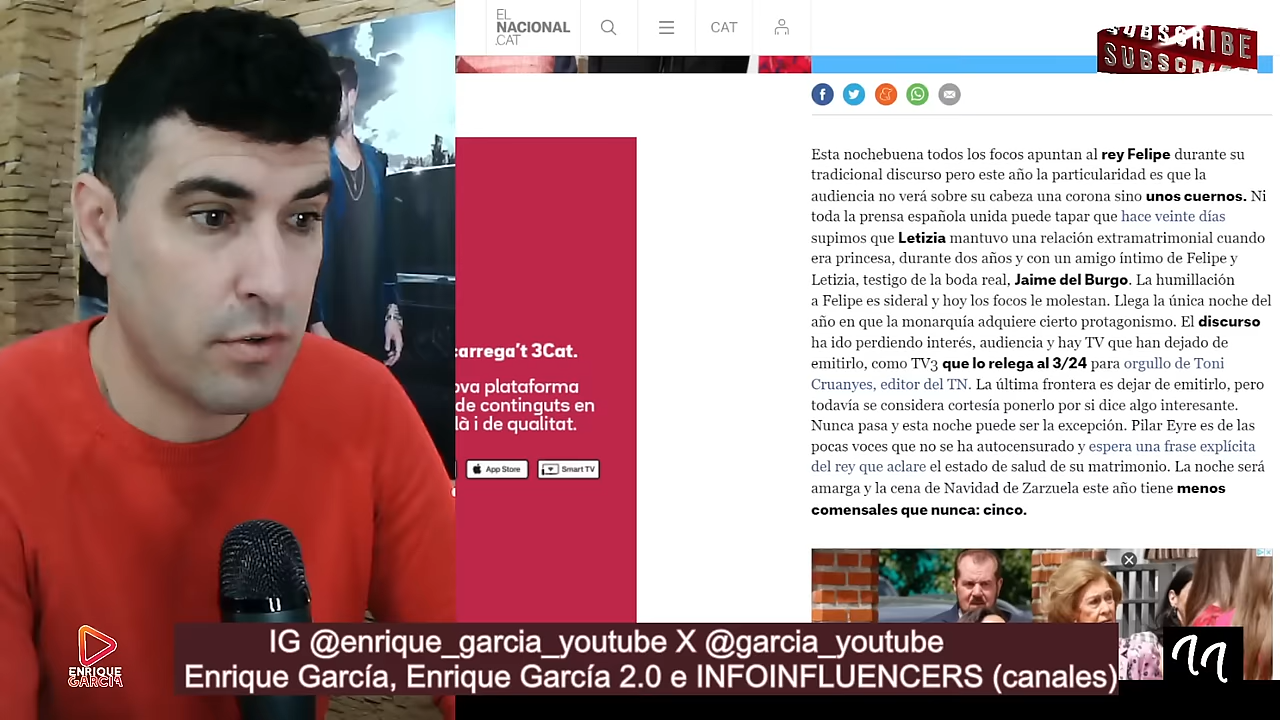 EL
NACIONAL
.CAT
CAT
SUBSCRIBE
SUBSCRIBE
Esta nochebuena todos los focos apuntan al rey Felipe durante su
tradicional discurso pero este año la particularidad es que la
audiencia no verá sobre su cabeza una corona sino unos cuernos. Ni
toda la prensa española unida puede tapar que hace veinte días
supimos que Letizia mantuvo una relación extramatrimonial cuando
era princesa, durante dos años y con un amigo íntimo de Felipe y
Letizia, testigo de la boda real, Jaime del Burgo. La humillación
a Felipe es sideral y hoy los focos le molestan. Llega la única noche del
año en que la monarquía adquiere cierto protagonismo. El discurso
ha ido perdiendo interés, audiencia y hay TV que han dejado de
emitirlo, como TV3 que lo relega al 3/24 para orgullo de Toni
Cruanyes, editor del TN. La última frontera es dejar de emitirlo, pero
todavía se considera cortesía ponerlo por si dice algo interesante.
Nunca pasa y esta noche puede ser la excepción. Pilar Eyre es de las
pocas voces que no se ha autocensurado y espera una frase explícita
del rey que aclare el estado de salud de su matrimonio. La noche será
amarga y la cena de Navidad de Zarzuela este año tiene menos
comensales que nunca: cinco.
carrega't 3Cat.
ova plataforma
de continguts en
là i de qualitat.
App Store
Smart TV
ENRIQUE
GARCÍA
IG @enrique_garcia_youtube X @garcia_youtube
Enrique García, Enrique García 2.0 e INFOINFLUENCERS (canales)